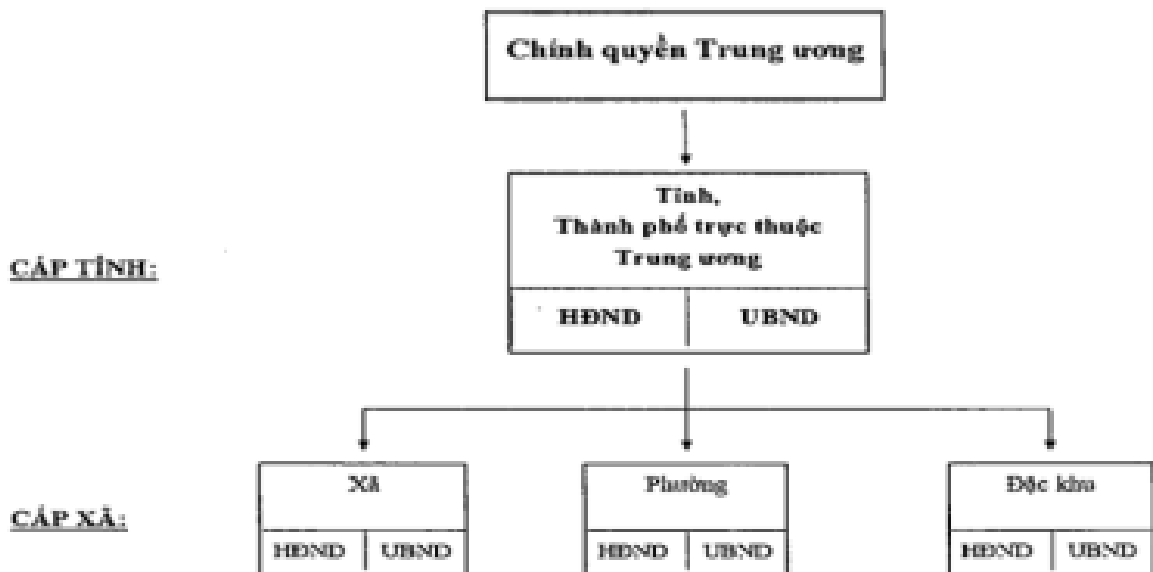 Chính quyền Trung ương
Tỉnh,
Thành phố trực thuộc
Trung ương
CẤP TỈNH:
HĐND UBND
Xã Phường Đặc khu
CẤP XÃ:
HĐND UBND HĐND UBND HĐND UBND